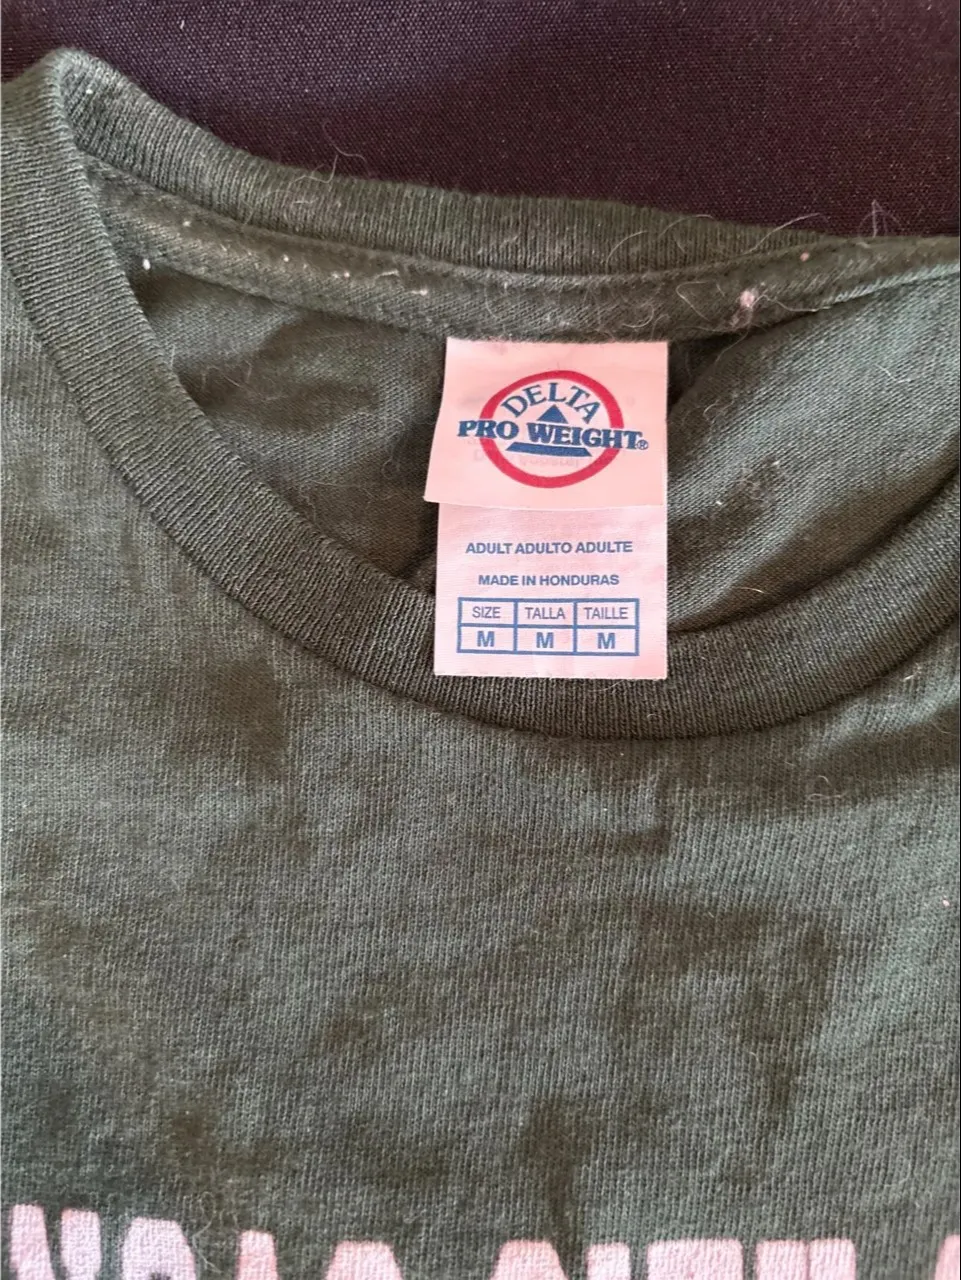 DELTA
PRO WEIGHT®
ADULT ADULTO ADULTE
MADE IN HONDURAS
SIZE TALLA TAILLE
M M M